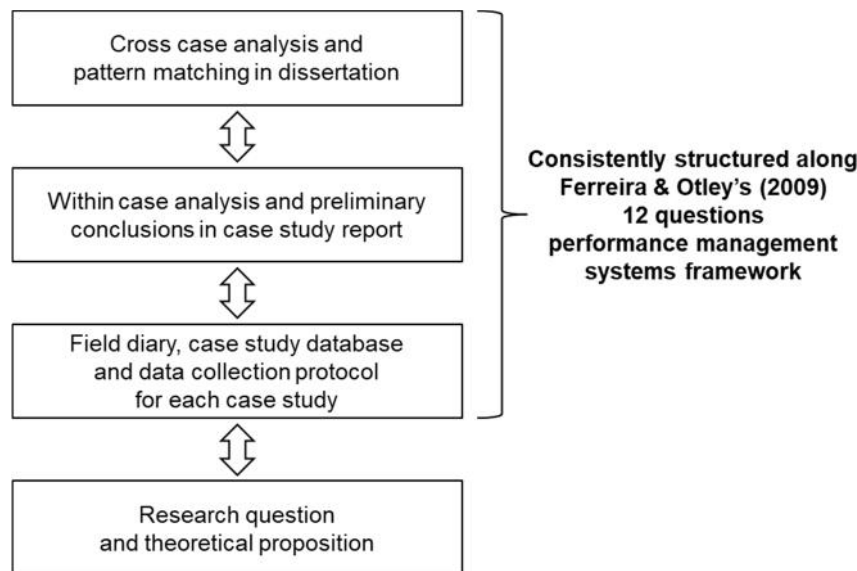 Cross case analysis and
pattern matching in dissertation
Within case analysis and preliminary
conclusions in case study report
Field diary, case study database
and data collection protocol
for each case study
Research question
and theoretical proposition
Consistently structured along
Ferreira & Otley's (2009)
12 questions
performance management
systems framework